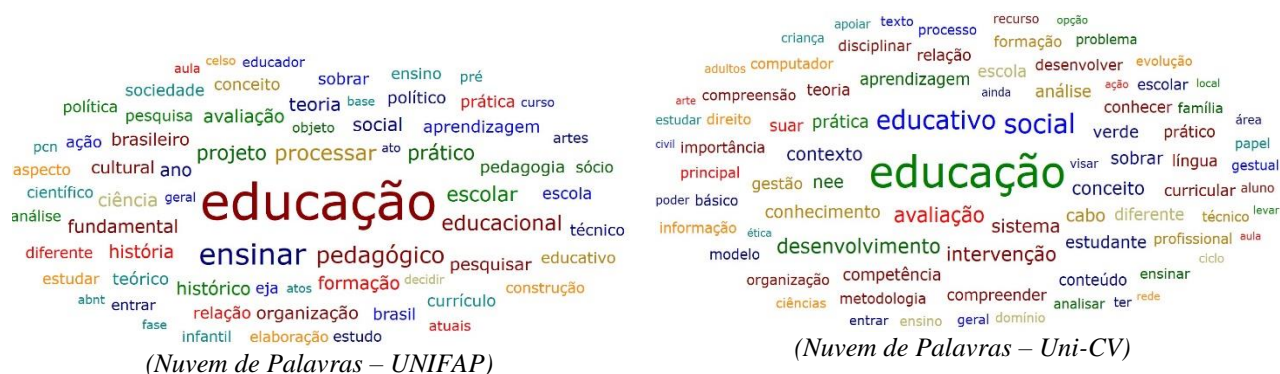 celso educador
aula
sociedade conceito sobrar ensino pré
política teoria base político prática curso
pesquisa avaliação objeto social aprendizagem artes
pcn ação brasileiro projeto processar ato prático
aspecto cultural ano pedagogia sócio
científico ciência geral educação escolar escola
análise fundamental educacional técnico
diferente história ensinar pedagógico pesquisar educativo
estudar teórico histórico eja atos formação decidir construção
abnt entrar relação organização brasil currículo atuais
fase infantil elaboração estudo
(Nuvem de Palavras – UNIFAP)
apoiar texto recurso opção
criança processo formação problema
adultos computador disciplinar relação desenvolver evolução
arte compreensão teoria aprendizagem escola análise ação escolar local
estudar direito suar prática educativo social ainda conhecer família área
civil importância contexto verde prático papel
principal gestão nee educação visar sobrar língua gestual
poder básico conceito curricular aluno
informação conhecimento avaliação sistema cabo diferente técnico levar
ética modelo desenvolvimento intervenção estudante profissional aula
ciclo
organização competência conteúdo ensinar
ciências metodologia compreender analisar ter rede
entrar ensino geral domínio
(Nuvem de Palavras – Uni-CV)